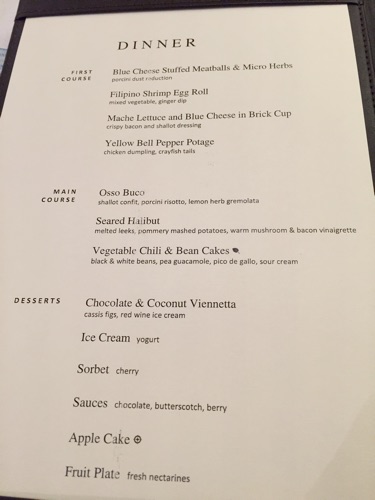 DINNER
FIRST COURSE
Blue Cheese Stuffed Meatballs & Micro Herbs
porcini dust reduction
Filipino Shrimp Egg Roll
mixed vegetable, ginger dip
Mache Lettuce and Blue Cheese in Brick Cup
crispy bacon and shallot dressing
Yellow Bell Pepper Potage
chicken dumpling, crayfish tails
MAIN COURSE
Osso Buco
shallot confit, porcini risotto, lemon herb gremolata
Seared Halibut
melted leeks, pommery mashed potatoes, warm mushroom & bacon vinaigrette
Vegetable Chili & Bean Cakes
black & white beans, pea guacamole, pico de gallo, sour cream
DESSERTS
Chocolate & Coconut Viennetta
cassis figs, red wine ice cream
Ice Cream yogurt
Sorbet cherry
Sauces chocolate, butterscotch, berry
Apple Cake
Fruit Plate fresh nectarines